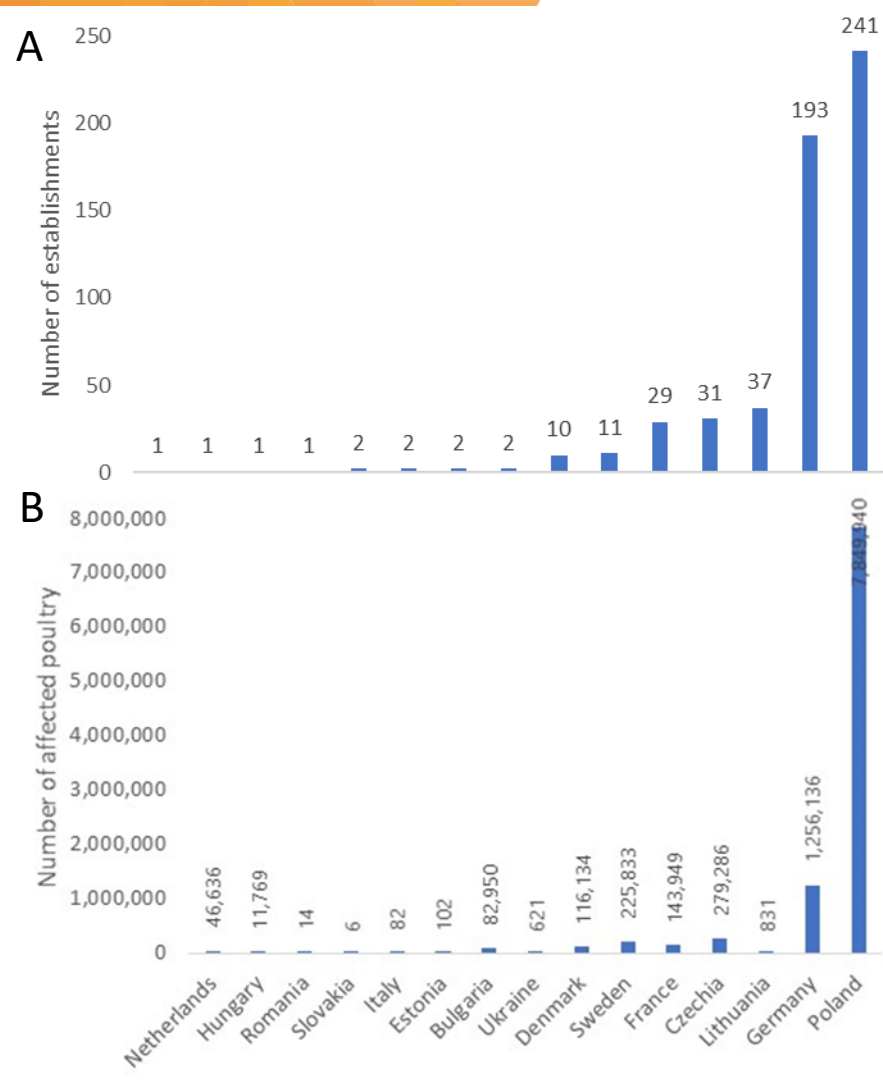 A
Number of establishments
250
200
150
100
50
0
1
1
1
1
2
2
2
2
10
11
29
31
37
193
241
B
Number of affected poultry
8,000,000
7,000,000
6,000,000
5,000,000
4,000,000
3,000,000
2,000,000
1,000,000
0
46,636
11,769
14
6
82
102
82,950
621
116,134
225,833
143,949
279,286
831
1,256,136
7,849,940
Netherlands
Hungary
Romania
Slovakia
Italy
Estonia
Bulgaria
Ukraine
Denmark
Sweden
France
Czechia
Lithuania
Germany
Poland